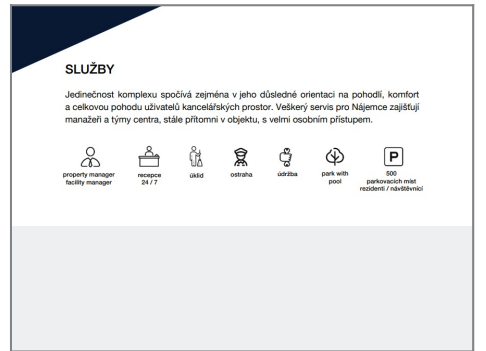 SLUŽBY
Jedinečnost komplexu spočívá zejména v jeho důsledné orientaci na pohodlí, komfort
a celkovou pohodu uživatelů kancelářských prostor. Veškerý servis pro Nájemce zajišťují
manažeři a týmy centra, stále přítomni v objektu, s velmi osobním přístupem.
P
property manager
facility manager
recepce
24 / 7
úklid
ostraha
údržba
park with
pool
500
parkovacích míst
rezidenti / návštěvníci